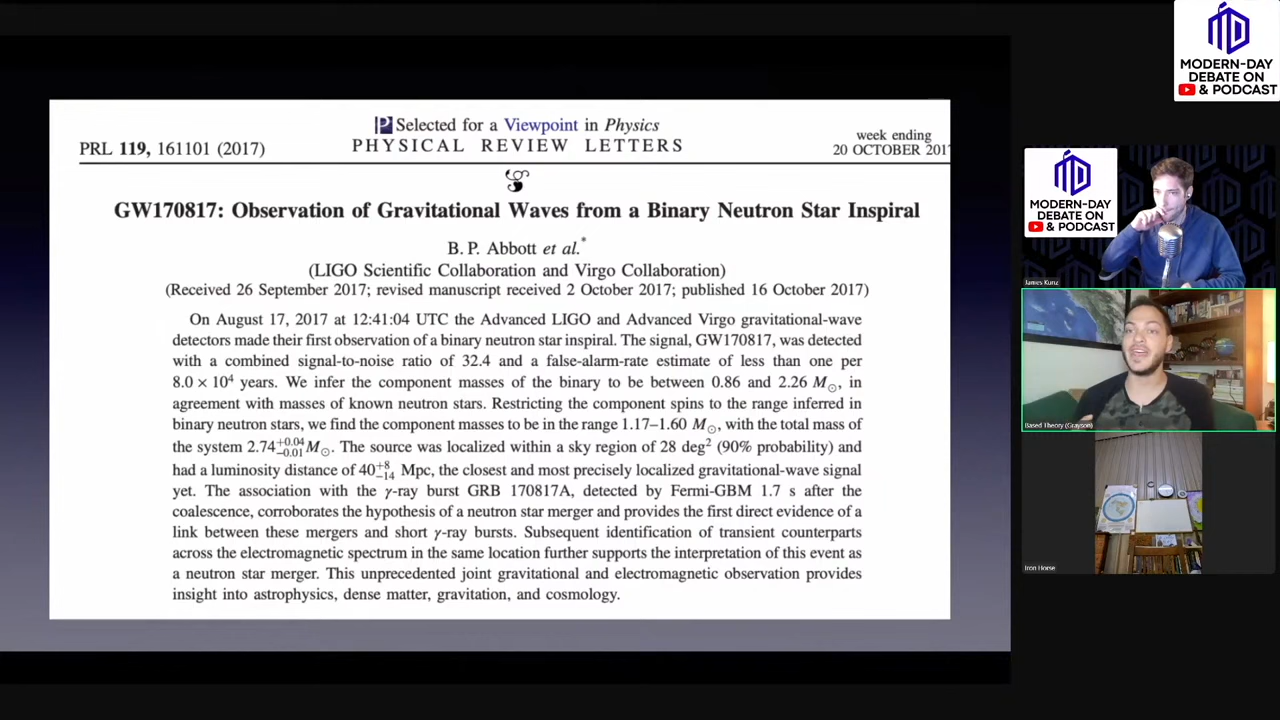 PRL 119, 161101 (2017)
Selected for a Viewpoint in Physics
PHYSICAL REVIEW LETTERS
week ending
20 OCTOBER 201
GW170817: Observation of Gravitational Waves from a Binary Neutron Star Inspiral
B. P. Abbott et al.*
(LIGO Scientific Collaboration and Virgo Collaboration)
(Received 26 September 2017; revised manuscript received 2 October 2017; published 16 October 2017)
On August 17, 2017 at 12:41:04 UTC the Advanced LIGO and Advanced Virgo gravitational-wave
detectors made their first observation of a binary neutron star inspiral. The signal, GW170817, was detected
with a combined signal-to-noise ratio of 32.4 and a false-alarm-rate estimate of less than one per
8.0 × 10⁴ years. We infer the component masses of the binary to be between 0.86 and 2.26 M☉, in
agreement with masses of known neutron stars. Restricting the component spins to the range inferred in
binary neutron stars, we find the component masses to be in the range 1.17–1.60 M☉, with the total mass of
the system 2.74+0.04−0.01 M☉. The source was localized within a sky region of 28 deg² (90% probability) and
had a luminosity distance of 40+8−14 Mpc, the closest and most precisely localized gravitational-wave signal
yet. The association with the γ-ray burst GRB 170817A, detected by Fermi-GBM 1.7 s after the
coalescence, corroborates the hypothesis of a neutron star merger and provides the first direct evidence of a
link between these mergers and short γ-ray bursts. Subsequent identification of transient counterparts
across the electromagnetic spectrum in the same location further supports the interpretation of this event as
a neutron star merger. This unprecedented joint gravitational and electromagnetic observation provides
insight into astrophysics, dense matter, gravitation, and cosmology.
MODERN-DAY
DEBATE ON
& PODCAST
MODERN-DAY
DEBATE ON
& PODCAST
James Kunz
Based Theory (Grayson)
Iron Horse